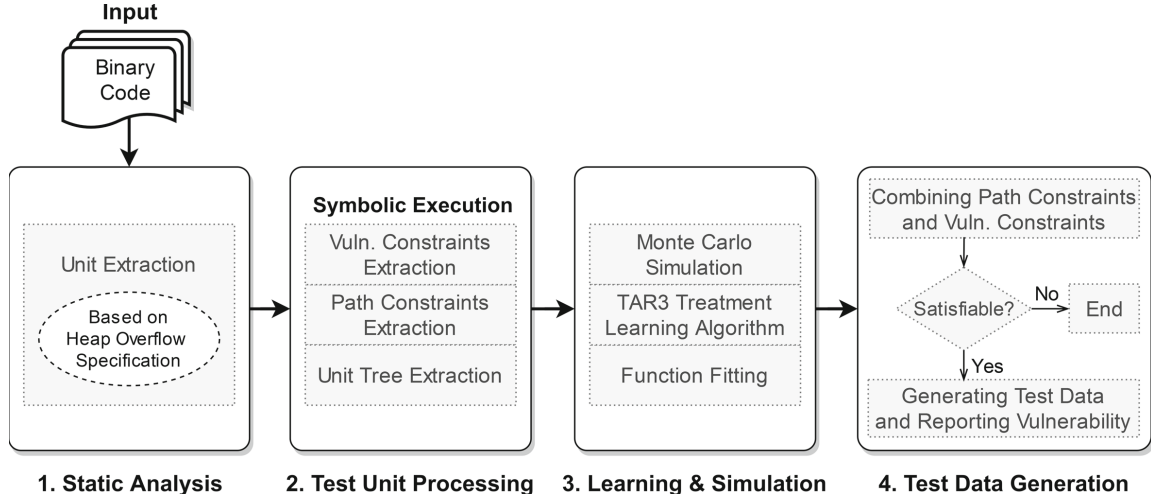 Input
Binary
Code
Unit Extraction
Based on
Heap Overflow
Specification
1. Static Analysis
Symbolic Execution
Vuln. Constraints
Extraction
Path Constraints
Extraction
Unit Tree Extraction
2. Test Unit Processing
Monte Carlo
Simulation
TAR3 Treatment
Learning Algorithm
Function Fitting
3. Learning & Simulation
Combining Path Constraints
and Vuln. Constraints
Satisfiable?
No
End
Yes
Generating Test Data
and Reporting Vulnerability
4. Test Data Generation